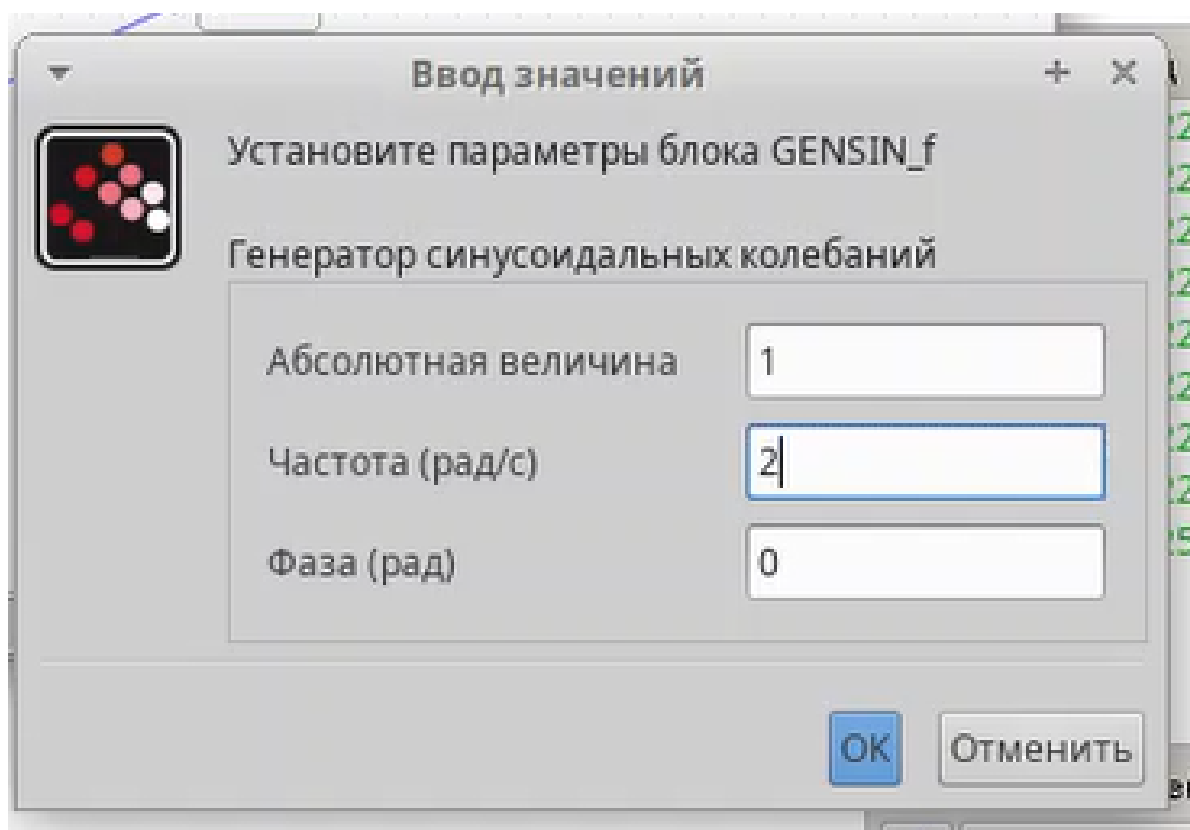 Ввод значений
Установите параметры блока GENSIN_f
Генератор синусоидальных колебаний
Абсолютная величина 1
Частота (рад/с) 2
Фаза (рад) 0
OK Отменить